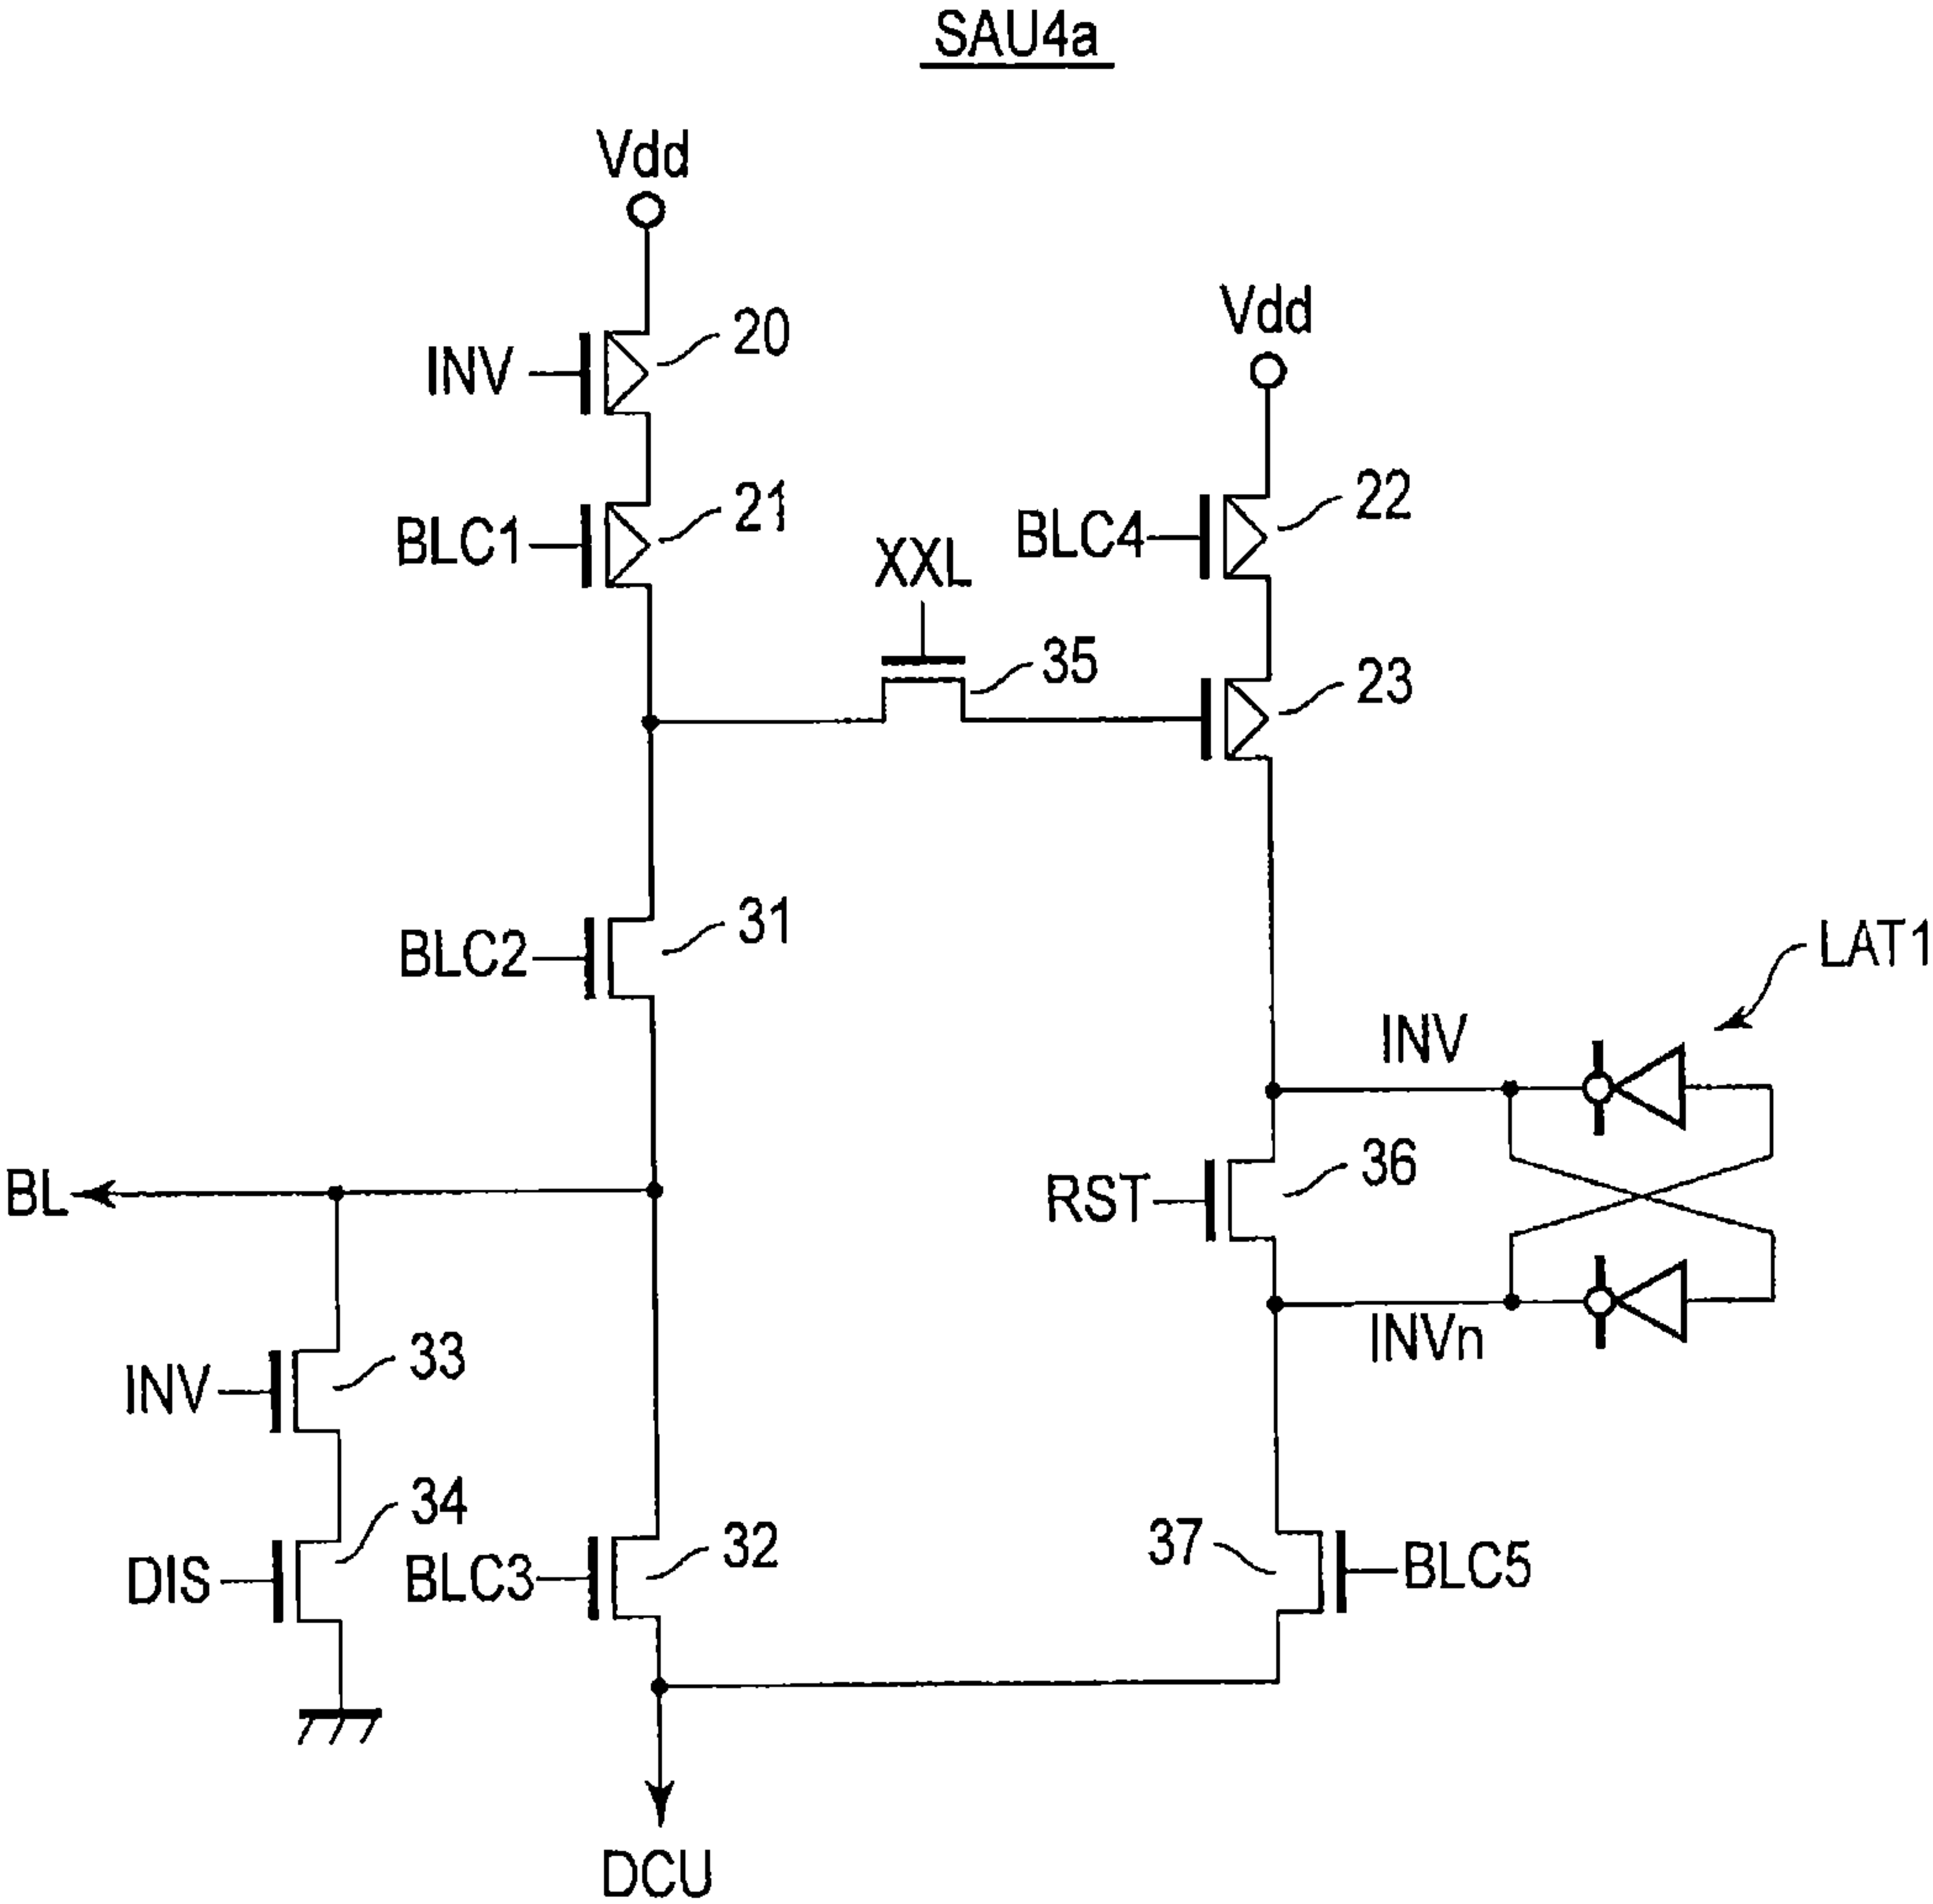 SAU4a
Vdd
20
Vdd
INV
21
22
BLC1
BLC4
XXL
35
23
31
BLC2
LAT1
INV
36
BL
RST
33
INVn
INV
34
32
37
DIS
BLC3
BLC5
DCU